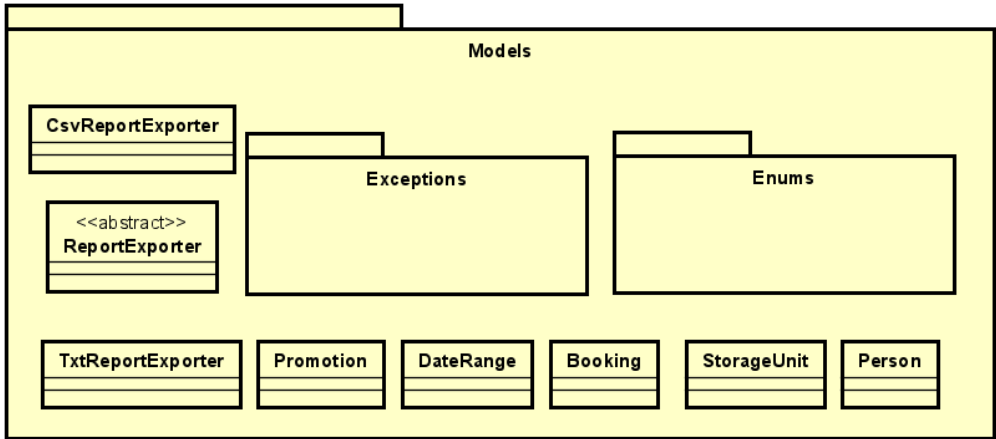 Models
CsvReportExporter
Exceptions
Enums
<<abstract>>
ReportExporter
TxtReportExporter
Promotion
DateRange
Booking
StorageUnit
Person